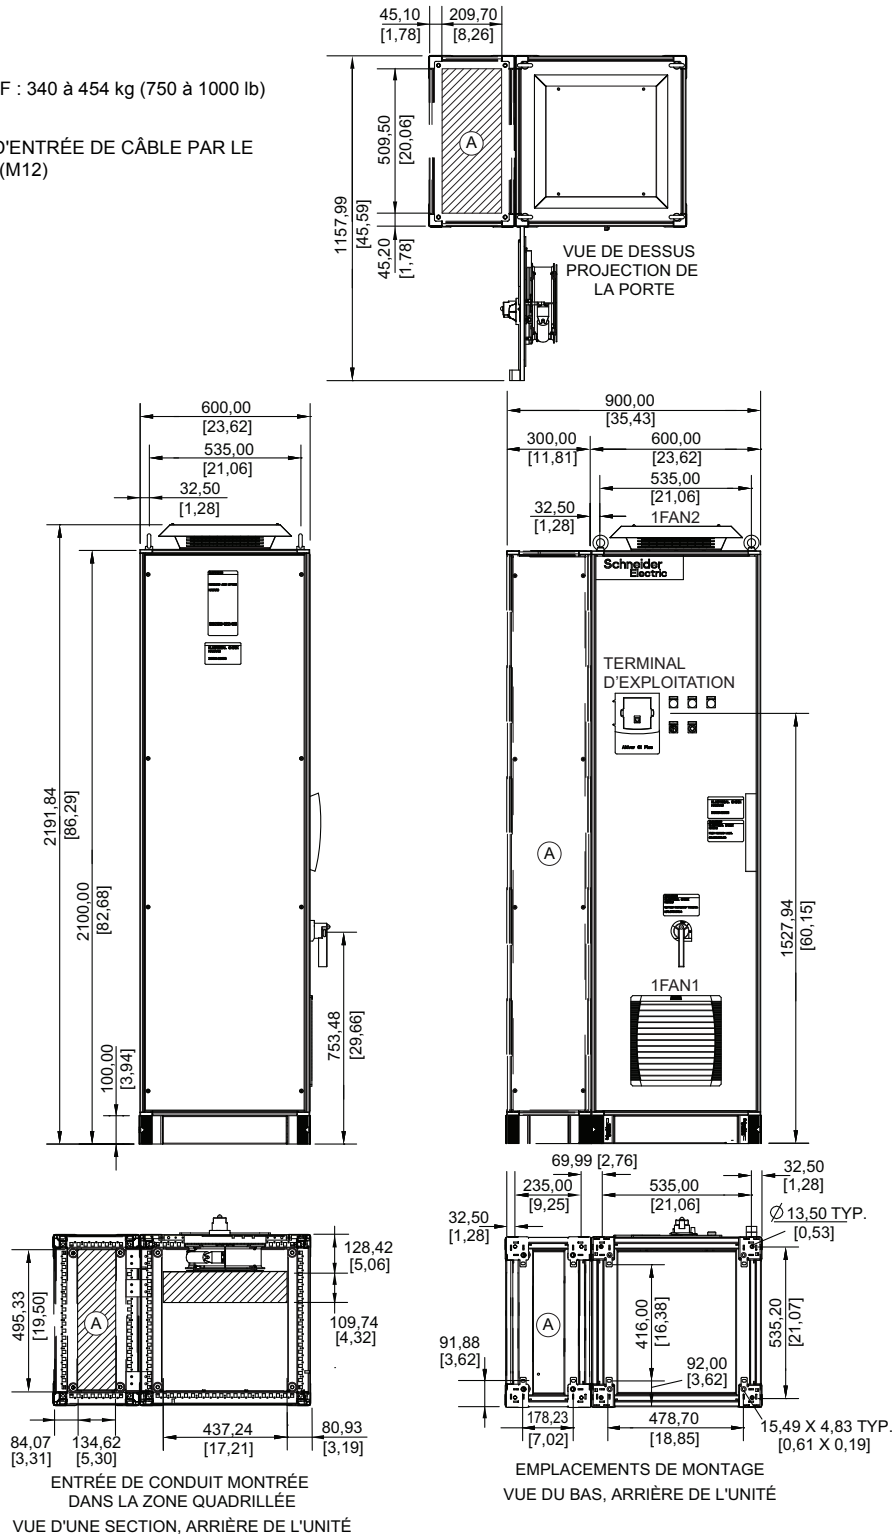 45,10
[1,78]
209,70
[8,26]
F : 340 à 454 kg (750 à 1000 lb)
D'ENTRÉE DE CÂBLE PAR LE
(M12)
509,50
[20,06]
A
1157,99
[45,59]
45,20
[1,78]
VUE DE DESSUS
PROJECTION DE
LA PORTE
600,00
[23,62]
535,00
[21,06]
32,50
[1,28]
2191,84
[86,29]
2100,00
[82,68]
100,00
[3,94]
753,48
[29,66]
900,00
[35,43]
300,00
[11,81]
600,00
[23,62]
535,00
[21,06]
32,50
[1,28]
1FAN2
Schneider
Electric
TERMINAL
D'EXPLOITATION
Altivar 61 Plus
A
1527,94
[60,15]
1FAN1
128,42
[5,06]
109,74
[4,32]
495,33
[19,50]
A
84,07
[3,31]
134,62
[5,30]
437,24
[17,21]
80,93
[3,19]
ENTRÉE DE CONDUIT MONTRÉE
DANS LA ZONE QUADRILLÉE
VUE D'UNE SECTION, ARRIÈRE DE L'UNITÉ
69,99 [2,76]
235,00
[9,25]
535,00
[21,06]
32,50
[1,28]
32,50
[1,28]
Ø 13,50 TYP.
[0,53]
A
416,00
[16,38]
535,20
[21,07]
91,88
[3,62]
92,00
[3,62]
178,23
[7,02]
478,70
[18,85]
15,49 X 4,83 TYP.
[0,61 X 0,19]
EMPLACEMENTS DE MONTAGE
VUE DU BAS, ARRIÈRE DE L'UNITÉ